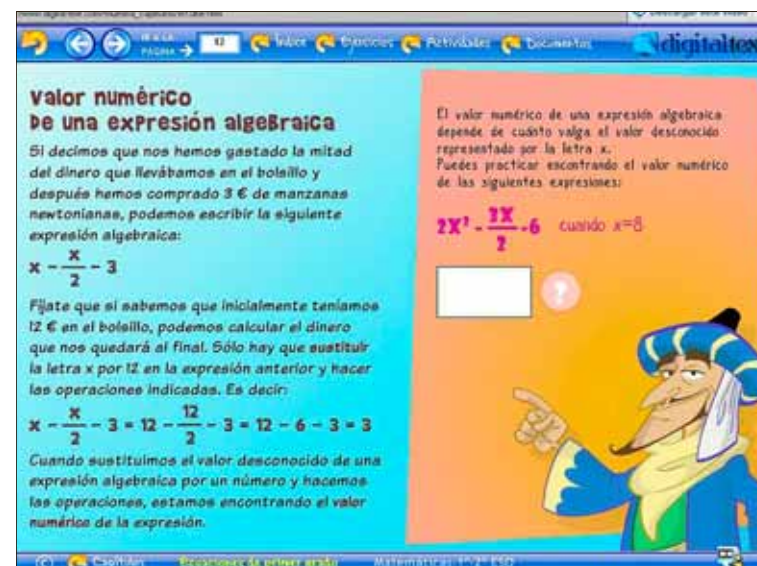 IR A LA
PÁGINA
12
Índice
Ejercicios
Actividades
Documentos
digitaltex
Valor numérico
De una expresión algebraica
Si decimos que nos hemos gastado la mitad
del dinero que llevábamos en el bolsillo y
después hemos comprado 3 € de manzanas
newtonianas, podemos escribir la siguiente
expresión algebraica:
x - x/2 - 3
Fíjate que si sabemos que inicialmente teníamos
12 € en el bolsillo, podemos calcular el dinero
que nos quedará al final. Sólo hay que sustituir
la letra x por 12 en la expresión anterior y hacer
las operaciones indicadas. Es decir:
x - x/2 - 3 = 12 - 12/2 - 3 = 12 - 6 - 3 = 3
Cuando sustituimos el valor desconocido de una
expresión algebraica por un número y hacemos
las operaciones, estamos encontrando el valor
numérico de la expresión.
El valor numérico de una expresión algebraica
depende de cuánto valga el valor desconocido
representado por la letra x.
Puedes practicar encontrando el valor numérico
de las siguientes expresiones:
cuando x=8
?
Capítulos
Ecuaciones de primer grado
Matemáticas 1º/2º ESO